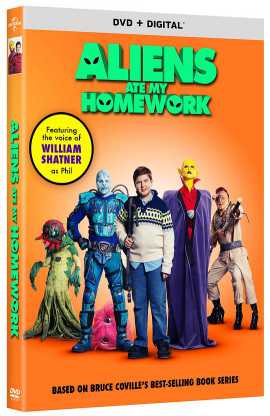 DVD + DIGITAL
ALIENS
ATE MY
HOMEWORK
Featuring
the voice of
WILLIAM
SHATNER
as Phil
BASED ON BRUCE COVILLE'S BEST-SELLING BOOK SERIES
ALIENS ATE MY HOMEWORK
DVD